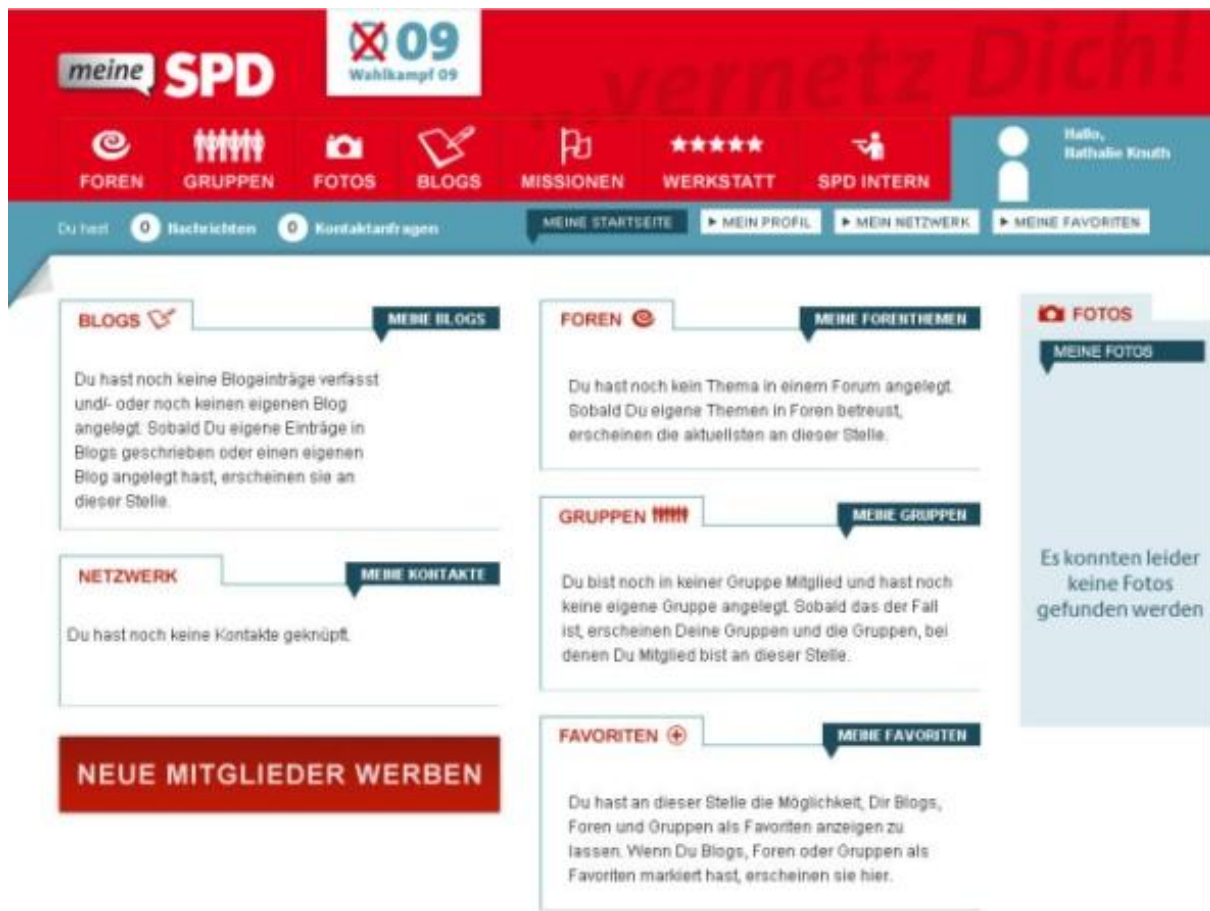 meine SPD
09
Wahlkampf 09
...vernetz Dich!
FOREN GRUPPEN FOTOS BLOGS MISSIONEN WERKSTATT SPD INTERN
Hallo,
Nathalie Knuth
Du hast 0 Nachrichten 0 Kontaktanfragen
MEINE STARTSEITE MEIN PROFIL MEIN NETZWERK MEINE FAVORITEN
BLOGS MEINE BLOGS
Du hast noch keine Blogeinträge verfasst
und/- oder noch keinen eigenen Blog
angelegt. Sobald Du eigene Einträge in
Blogs geschrieben oder einen eigenen
Blog angelegt hast, erscheinen sie an
dieser Stelle.
NETZWERK MEINE KONTAKTE
Du hast noch keine Kontakte geknüpft.
NEUE MITGLIEDER WERBEN
FOREN MEINE FORENTHEMEN
Du hast noch kein Thema in einem Forum angelegt.
Sobald Du eigene Themen in Foren betreust,
erscheinen die aktuellsten an dieser Stelle.
GRUPPEN MEINE GRUPPEN
Du bist noch in keiner Gruppe Mitglied und hast noch
keine eigene Gruppe angelegt. Sobald das der Fall
ist, erscheinen Deine Gruppen und die Gruppen, bei
denen Du Mitglied bist an dieser Stelle.
FAVORITEN MEINE FAVORITEN
Du hast an dieser Stelle die Möglichkeit, Dir Blogs,
Foren und Gruppen als Favoriten anzeigen zu
lassen. Wenn Du Blogs, Foren oder Gruppen als
Favoriten markiert hast, erscheinen sie hier.
FOTOS
MEINE FOTOS
Es konnten leider
keine Fotos
gefunden werden